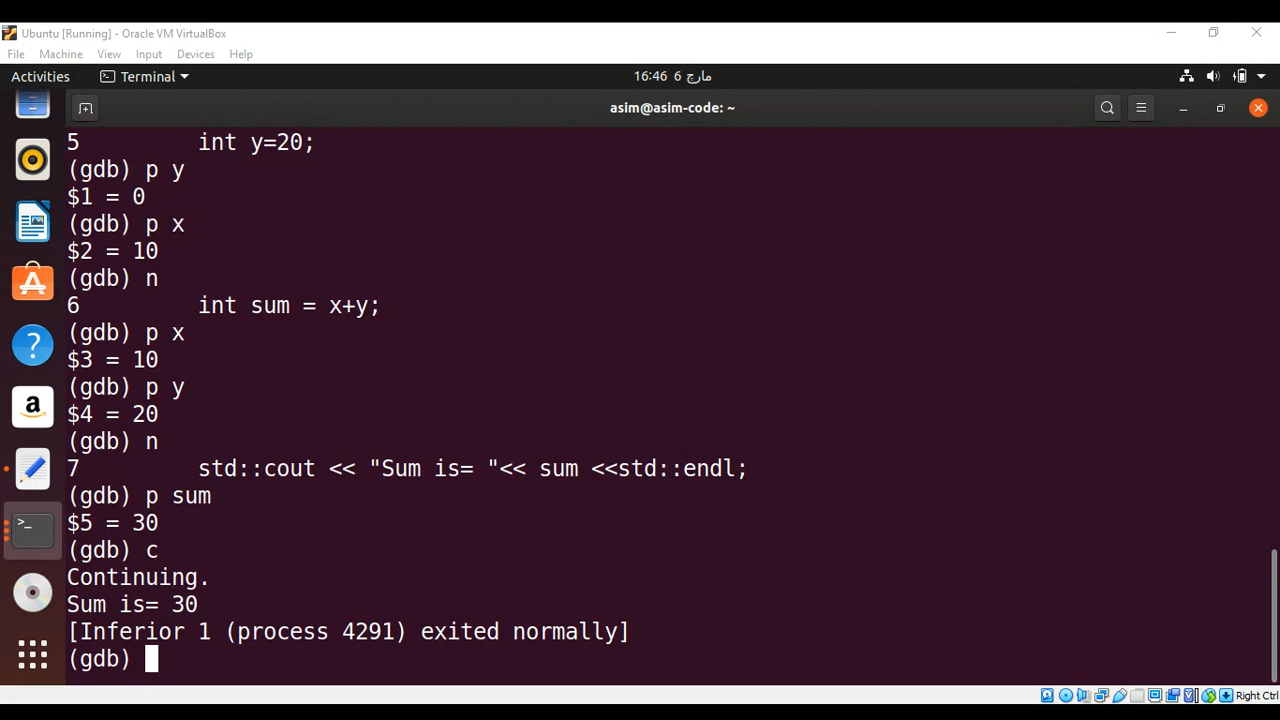 Ubuntu [Running] - Oracle VM VirtualBox
File Machine View Input Devices Help
Activities Terminal 16:46 6 مارچ
asim@asim-code: ~
5 int y=20;
(gdb) p y
$1 = 0
(gdb) p x
$2 = 10
(gdb) n
6 int sum = x+y;
(gdb) p x
$3 = 10
(gdb) p y
$4 = 20
(gdb) n
7 std::cout << "Sum is= "<< sum <<std::endl;
(gdb) p sum
$5 = 30
(gdb) c
Continuing.
Sum is= 30
[Inferior 1 (process 4291) exited normally]
(gdb)
Right Ctrl